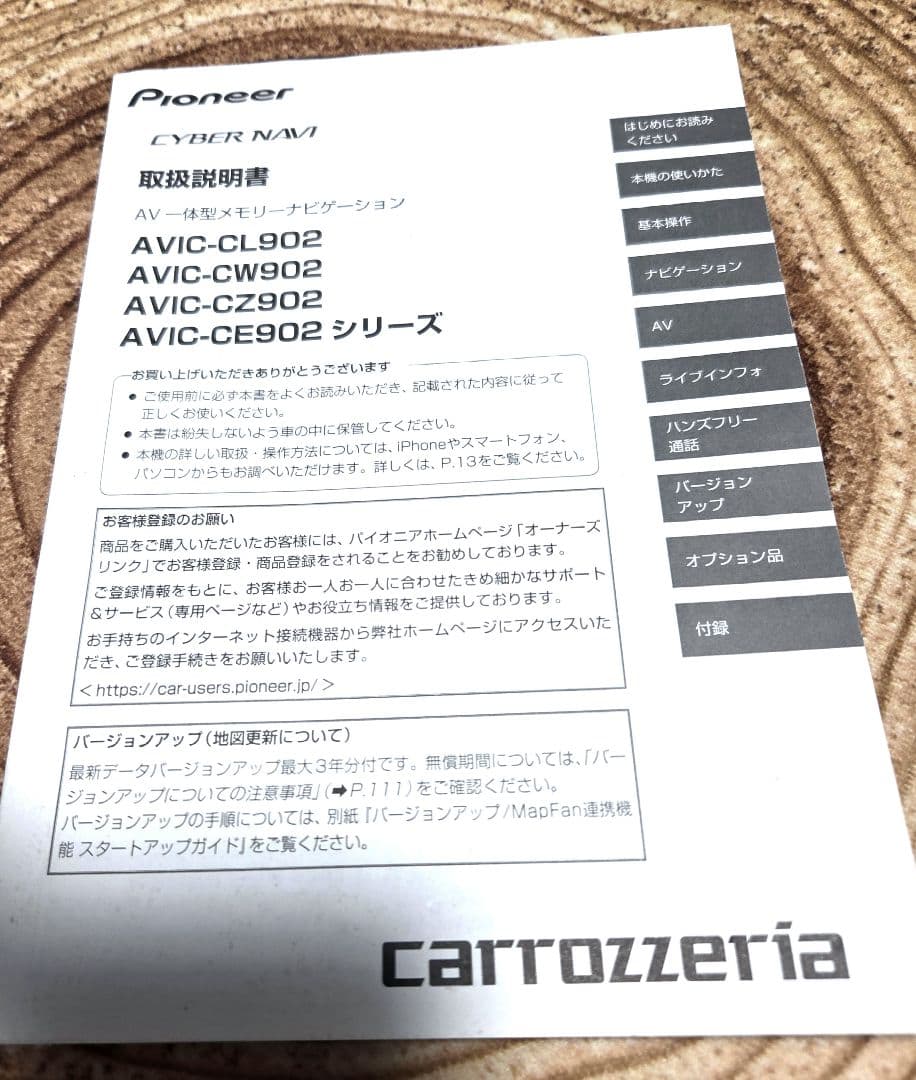 Pioneer
CYBER NAVI
取扱説明書
AV 一体型メモリーナビゲーション
AVIC-CL902
AVIC-CW902
AVIC-CZ902
AVIC-CE902 シリーズ
お買い上げいただきありがとうございます
● ご使用前に必ず本書をよくお読みいただき、記載された内容に従って
正しくお使いください。
● 本書は紛失しないよう車の中に保管してください。
● 本機の詳しい取扱・操作方法については、iPhoneやスマートフォン、
パソコンからもお調べいただけます。詳しくは、P.13をご覧ください。
お客様登録のお願い
商品をご購入いただいたお客様には、パイオニアホームページ「オーナーズ
リンク」でお客様登録・商品登録をされることをお勧めしております。
ご登録情報をもとに、お客様お一人お一人に合わせたきめ細かなサポート
&サービス(専用ページなど)やお役立ち情報をご提供しております。
お手持ちのインターネット接続機器から弊社ホームページにアクセスいた
だき、ご登録手続きをお願いいたします。
<https://car-users.pioneer.jp/>
バージョンアップ(地図更新について)
最新データバージョンアップ最大3年分付です。無償期間については、「バー
ジョンアップについての注意事項」(➡P.111)をご確認ください。
バージョンアップの手順については、別紙『バージョンアップ/MapFan連携機
能 スタートアップガイド』をご覧ください。
carrozzeria
はじめにお読み
ください
本機の使いかた
基本操作
ナビゲーション
AV
ライブインフォ
ハンズフリー
通話
バージョン
アップ
オプション品
付録